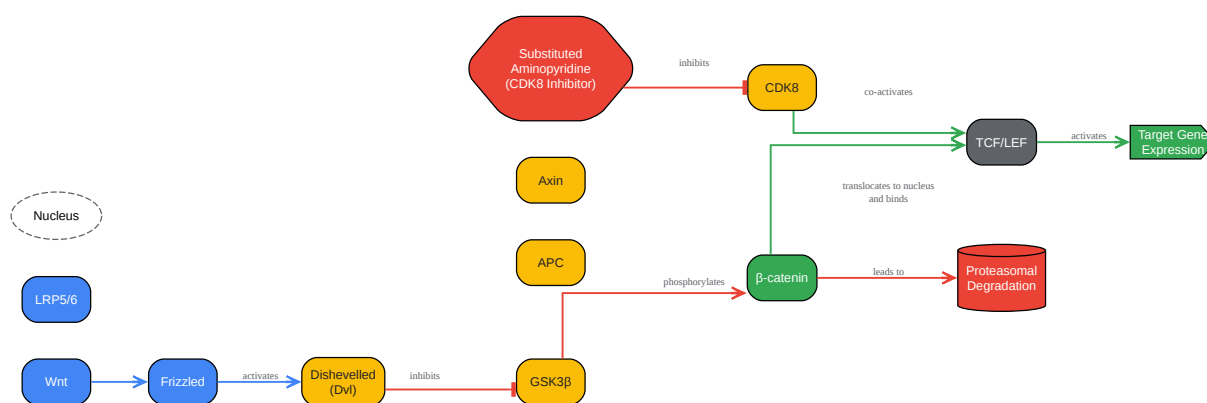 Substituted
Aminopyridine
(CDK8 Inhibitor)
inhibits
CDK8
co-activates
TCF/LEF
activates
Target Gene
Expression
Axin
translocates to nucleus
and binds
Nucleus
APC
β-catenin
leads to
Proteasomal
Degradation
phosphorylates
LRP5/6
Wnt
Frizzled
activates
Dishevelled
(Dvl)
inhibits
GSK3β